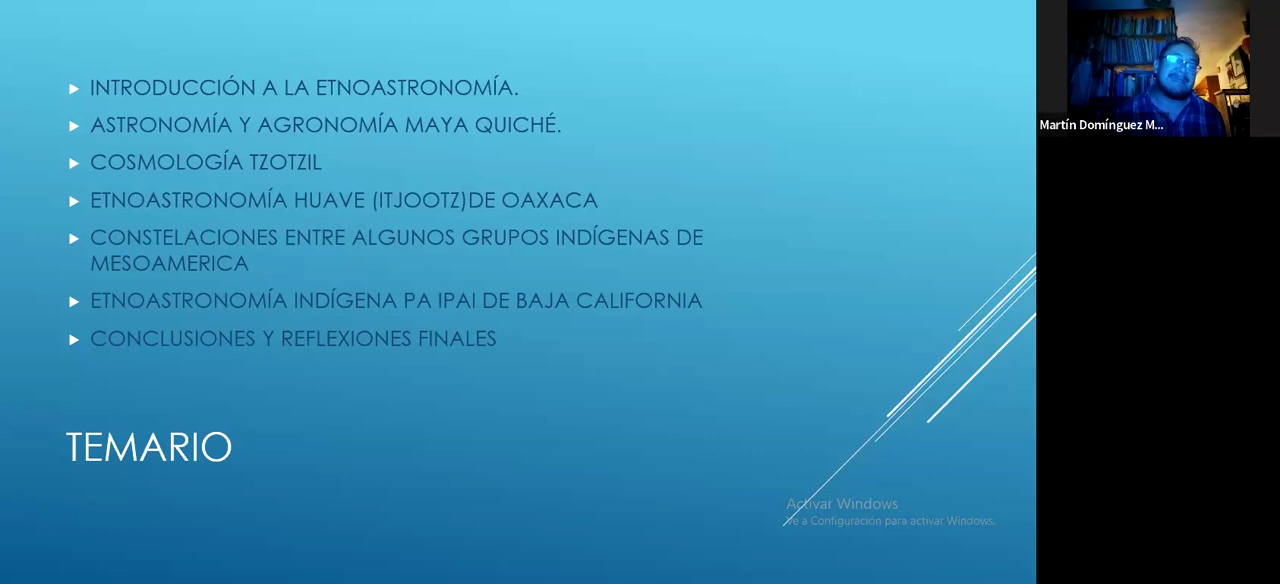 INTRODUCCIÓN A LA ETNOASTRONOMÍA.
ASTRONOMÍA Y AGRONOMÍA MAYA QUICHÉ.
COSMOLOGÍA TZOTZIL
ETNOASTRONOMÍA HUAVE (ITJOOTZ)DE OAXACA
CONSTELACIONES ENTRE ALGUNOS GRUPOS INDÍGENAS DE
MESOAMERICA
ETNOASTRONOMÍA INDÍGENA PA IPAI DE BAJA CALIFORNIA
CONCLUSIONES Y REFLEXIONES FINALES
TEMARIO
Activar Windows
Ve a Configuración para activar Windows.
Martín Domínguez M...